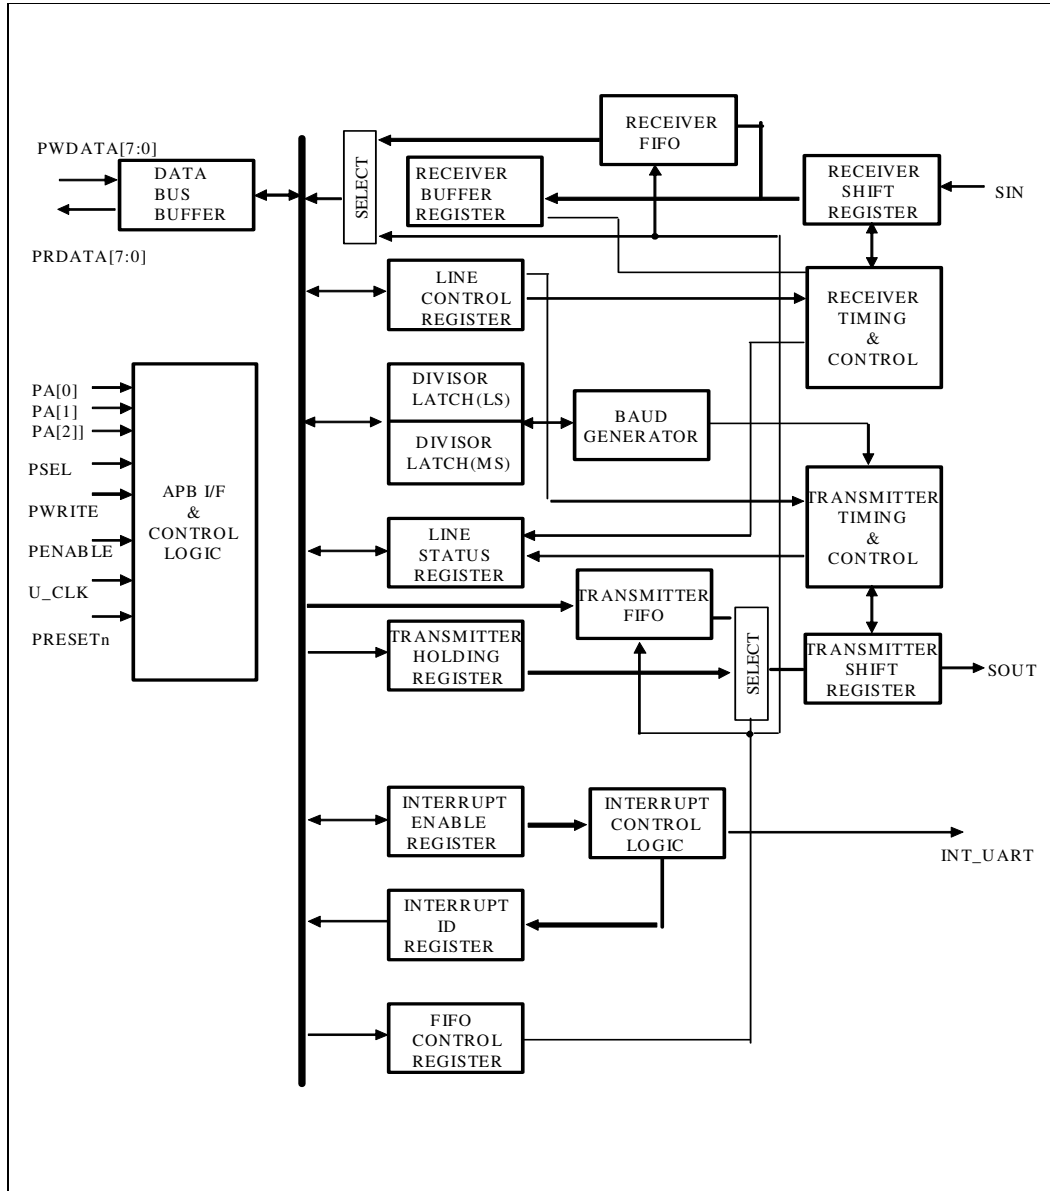 PWDATA[7:0]
DATA
BUS
BUFFER
PRDATA[7:0]
SELECT
RECEIVER
FIFO
RECEIVER
BUFFER
REGISTER
RECEIVER
SHIFT
REGISTER
SIN
LINE
CONTROL
REGISTER
RECEIVER
TIMING
&
CONTROL
PA[0]
PA[1]
PA[2]]
PSEL
PWRITE
PENABLE
U_CLK
PRESETn
APB I/F
&
CONTROL
LOGIC
DIVISOR
LATCH(LS)
DIVISOR
LATCH(MS)
BAUD
GENERATOR
TRANSMITTER
TIMING
&
CONTROL
LINE
STATUS
REGISTER
TRANSMITTER
FIFO
TRANSMITTER
HOLDING
REGISTER
SELECT
TRANSMITTER
SHIFT
REGISTER
SOUT
INTERRUPT
ENABLE
REGISTER
INTERRUPT
CONTROL
LOGIC
INT_UART
INTERRUPT
ID
REGISTER
FIFO
CONTROL
REGISTER